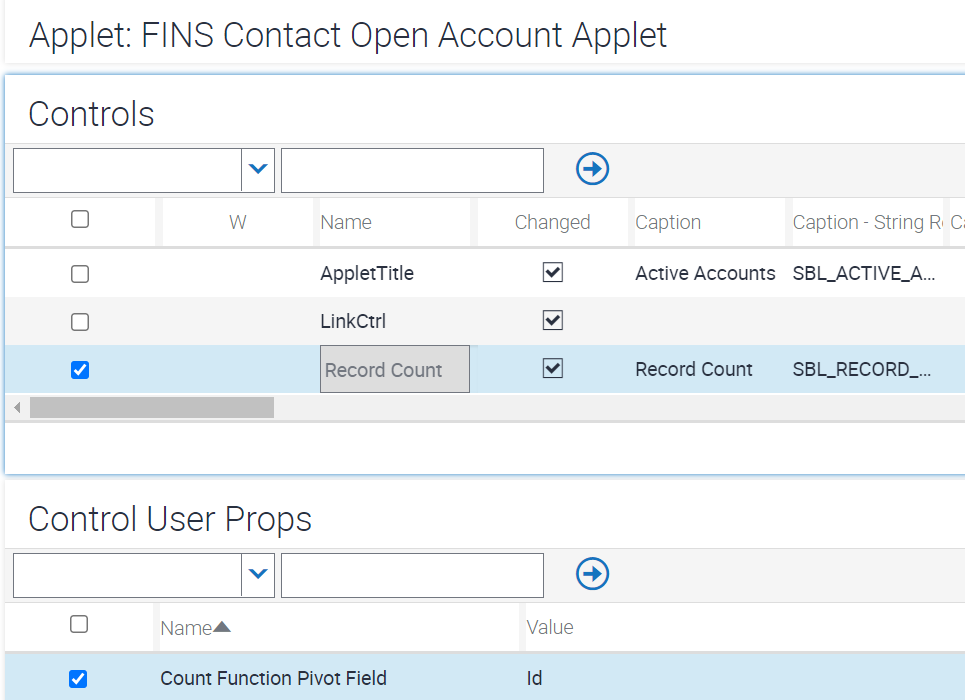 Applet: FINS Contact Open Account Applet
Controls
W Name Changed Caption Caption - String R
AppletTitle Active Accounts SBL_ACTIVE_A...
LinkCtrl
Record Count Record Count SBL_RECORD_...
Control User Props
Name Value
Count Function Pivot Field Id